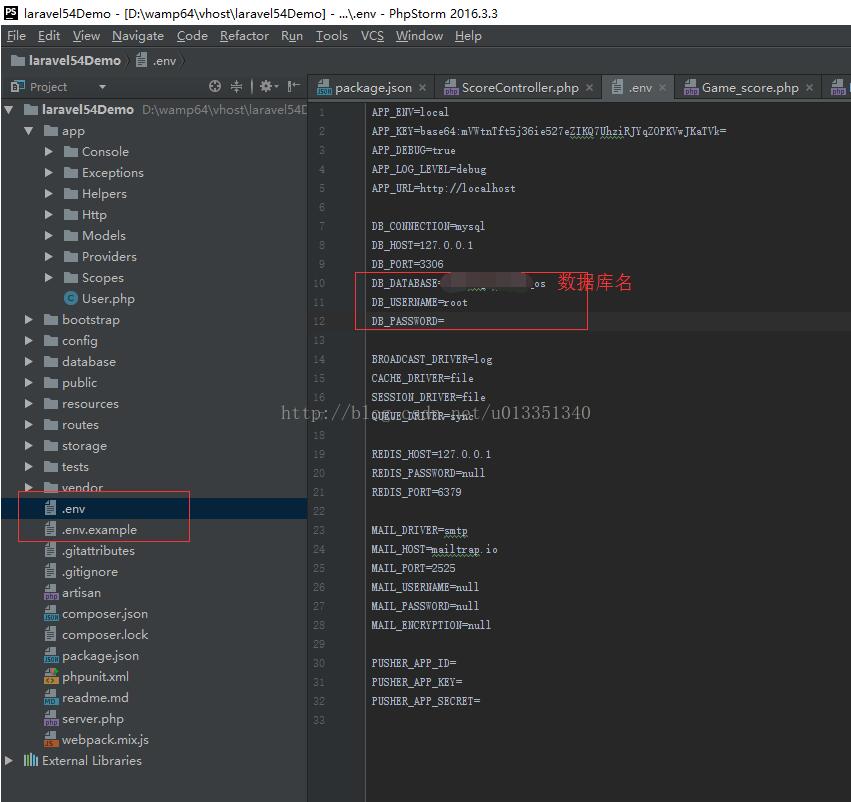 laravel54Demo - [D:\wamp64\vhost\laravel54Demo] - ...\.env - PhpStorm 2016.3.3
File Edit View Navigate Code Refactor Run Tools VCS Window Help
laravel54Demo .env
Project
package.json ScoreController.php .env Game_score.php
laravel54Demo D:\wamp64\vhost\laravel54D
app
Console
Exceptions
Helpers
Http
Models
Providers
Scopes
User.php
bootstrap
config
database
public
resources
routes
storage
tests
vendor
.env
.env.example
.gitattributes
.gitignore
artisan
composer.json
composer.lock
package.json
phpunit.xml
readme.md
server.php
webpack.mix.js
External Libraries
1 APP_ENV=local
2 APP_KEY=base64:mVWtnTft5j36ie527eZIKQ7UhziRJYqZOPKVwJKaTVk=
3 APP_DEBUG=true
4 APP_LOG_LEVEL=debug
5 APP_URL=http://localhost
6
7 DB_CONNECTION=mysql
8 DB_HOST=127.0.0.1
9 DB_PORT=3306
10 DB_DATABASE= _os 数据库名
11 DB_USERNAME=root
12 DB_PASSWORD=
13
14 BROADCAST_DRIVER=log
15 CACHE_DRIVER=file
16 SESSION_DRIVER=file
http://blog.csdn.net/u013351340
17 QUEUE_DRIVER=sync
18
19 REDIS_HOST=127.0.0.1
20 REDIS_PASSWORD=null
21 REDIS_PORT=6379
22
23 MAIL_DRIVER=smtp
24 MAIL_HOST=mailtrap.io
25 MAIL_PORT=2525
26 MAIL_USERNAME=null
27 MAIL_PASSWORD=null
28 MAIL_ENCRYPTION=null
29
30 PUSHER_APP_ID=
31 PUSHER_APP_KEY=
32 PUSHER_APP_SECRET=
33